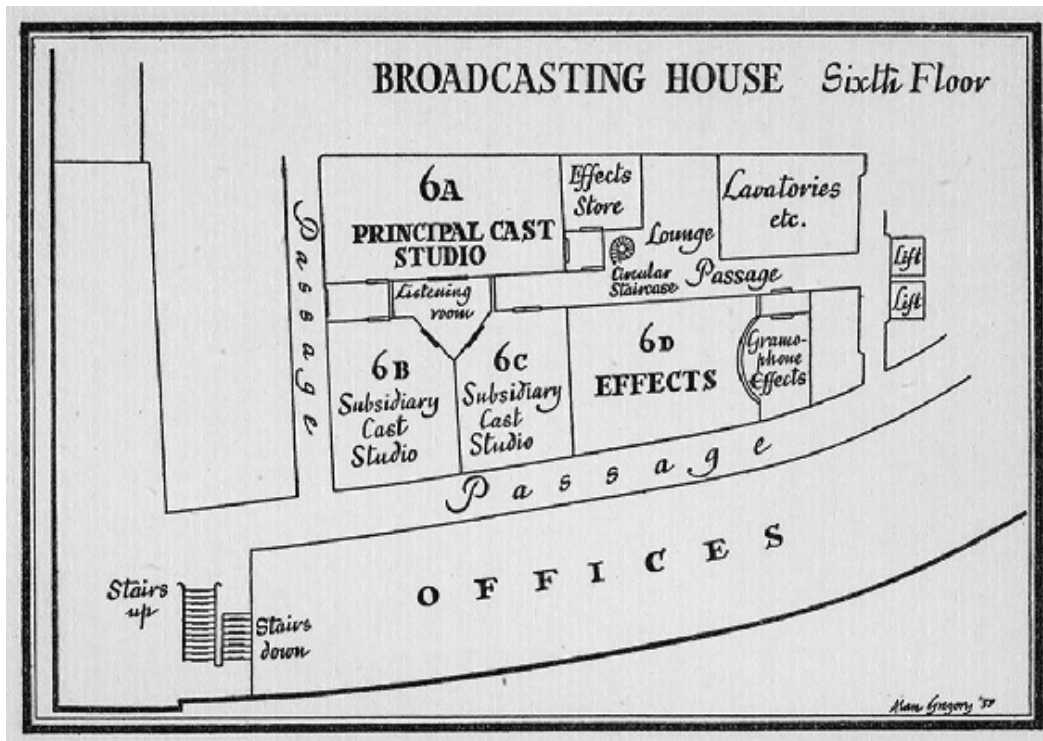 BROADCASTING HOUSE Sixth Floor
6A
PRINCIPAL CAST
STUDIO
Effects
Store
Lavatories
etc.
Lounge
Circular
Staircase
Passage
Lift
Lift
Passage
Listening
room
6B
Subsidiary
Cast
Studio
6C
Subsidiary
Cast
Studio
6D
EFFECTS
Gramo-
phone
Effects
Passage
OFFICES
Stairs
up
Stairs
down
Alan Gregory